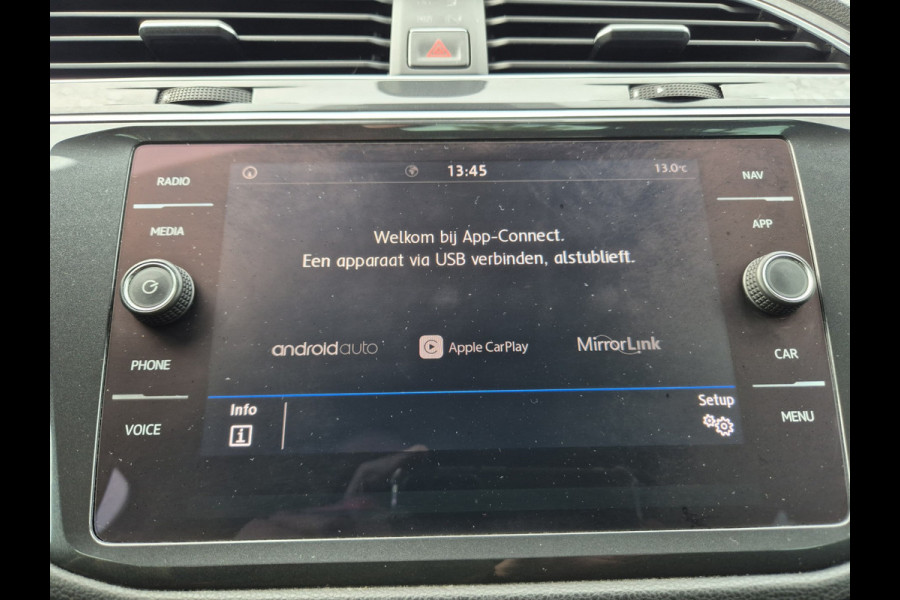 13:45
13.0°C
RADIO
NAV
MEDIA
APP
Welkom bij App-Connect.
Een apparaat via USB verbinden, alstublieft.
androidauto
Apple CarPlay
MirrorLink
PHONE
CAR
VOICE
MENU
Info
Setup